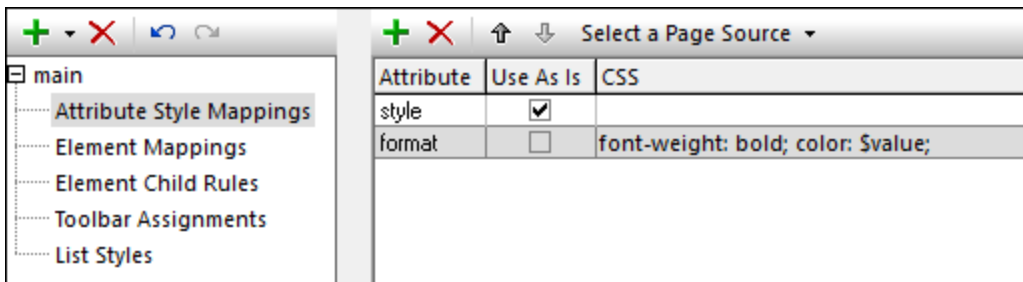 Select a Page Source
main
Attribute Style Mappings
Element Mappings
Element Child Rules
Toolbar Assignments
List Styles
Attribute Use As Is CSS
style
format font-weight: bold; color: $value;